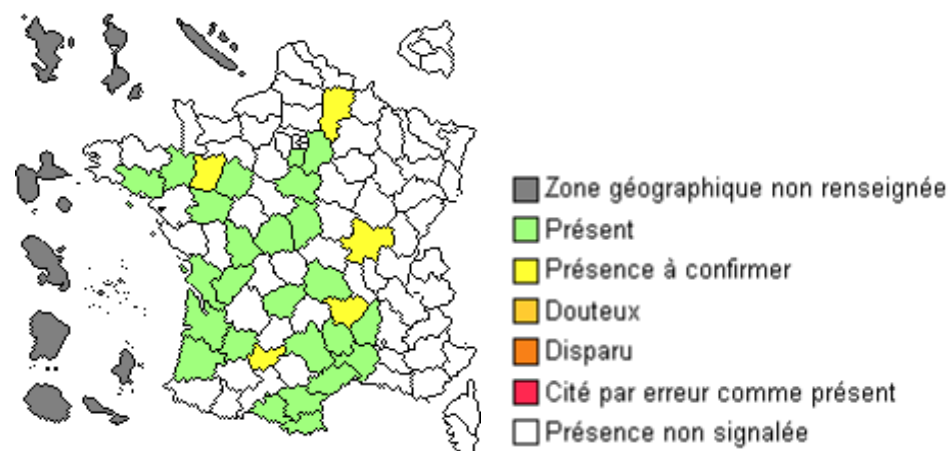 Zone géographique non renseignée
Présent
Présence à confirmer
Douteux
Disparu
Cité par erreur comme présent
Présence non signalée